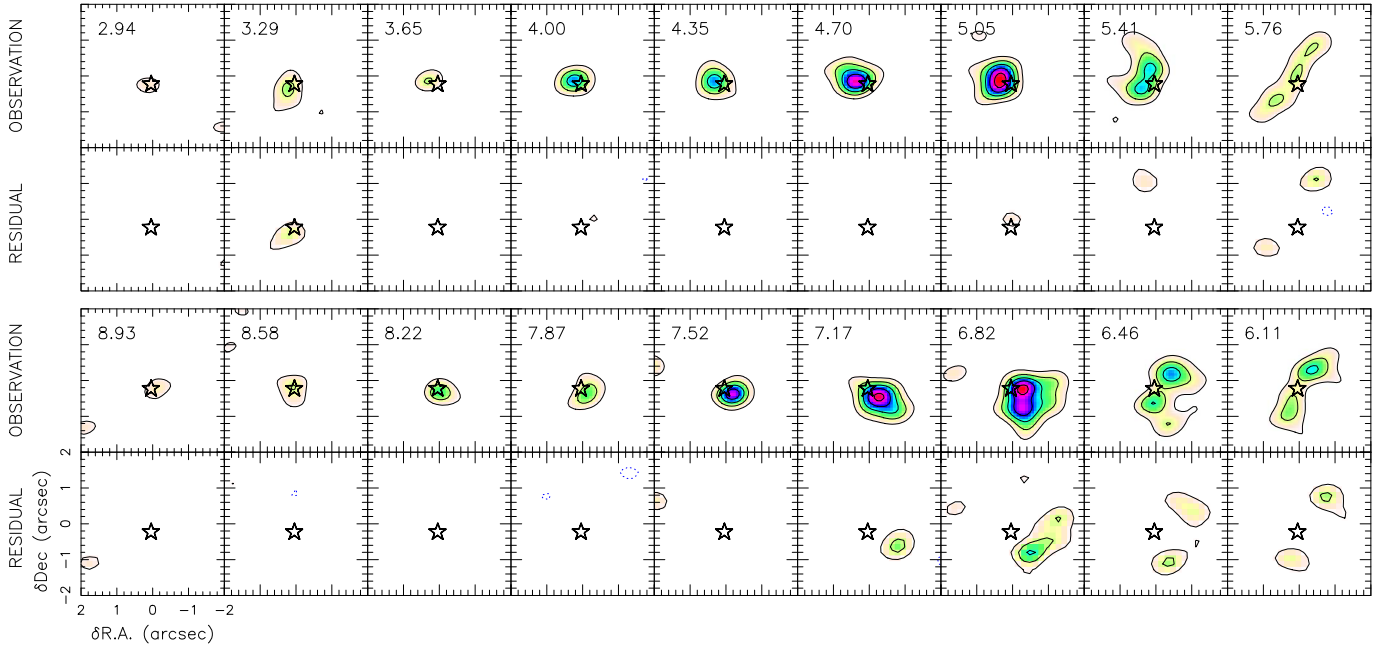 OBSERVATION
2.94 3.29 3.65 4.00 4.35 4.70 5.05 5.41 5.76
RESIDUAL
OBSERVATION
8.93 8.58 8.22 7.87 7.52 7.17 6.82 6.46 6.11
RESIDUAL
δDec (arcsec)
2
1
0
−1
−2
2 1 0 −1 −2
δR.A. (arcsec)